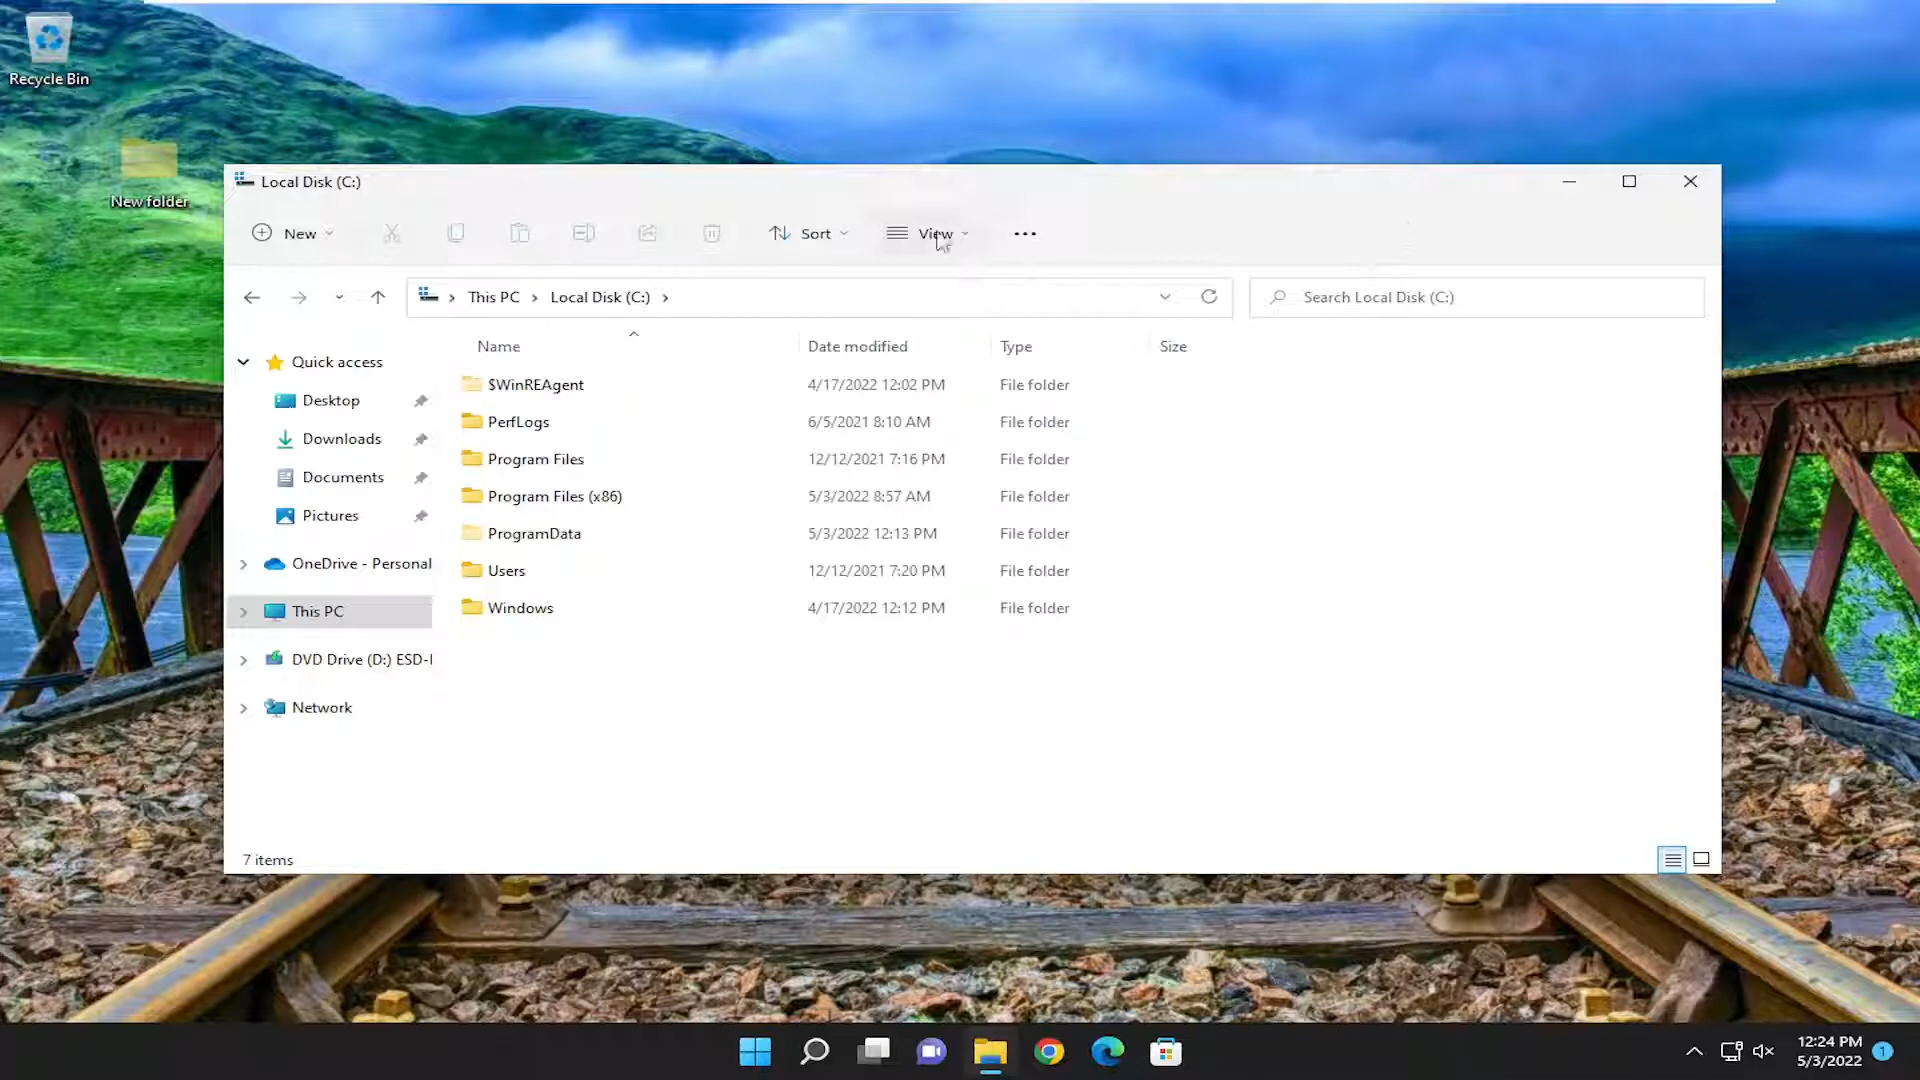 Recycle Bin
New folder
Local Disk (C:)
New
Sort
View
This PC
Local Disk (C:)
Search Local Disk (C:)
Name Date modified Type Size
Quick access
Desktop
Downloads
Documents
Pictures
OneDrive - Personal
This PC
DVD Drive (D:) ESD-I
Network
$WinREAgent 4/17/2022 12:02 PM File folder
PerfLogs 6/5/2021 8:10 AM File folder
Program Files 12/12/2021 7:16 PM File folder
Program Files (x86) 5/3/2022 8:57 AM File folder
ProgramData 5/3/2022 12:13 PM File folder
Users 12/12/2021 7:20 PM File folder
Windows 4/17/2022 12:12 PM File folder
7 items
12:24 PM
5/3/2022
1